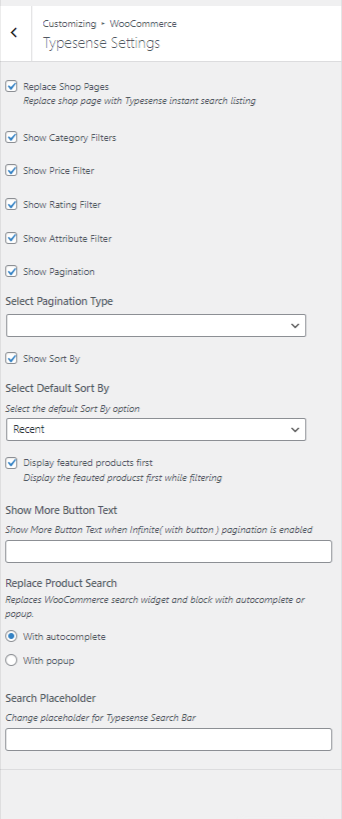 Customizing ▸ WooCommerce
Typesense Settings
Replace Shop Pages
Replace shop page with Typesense instant search listing
Show Category Filters
Show Price Filter
Show Rating Filter
Show Attribute Filter
Show Pagination
Select Pagination Type
Show Sort By
Select Default Sort By
Select the default Sort By option
Recent
Display featured products first
Display the feauted producst first while filtering
Show More Button Text
Show More Button Text when Infinite( with button ) pagination is enabled
Replace Product Search
Replaces WooCommerce search widget and block with autocomplete or
popup.
With autocomplete
With popup
Search Placeholder
Change placeholder for Typesense Search Bar